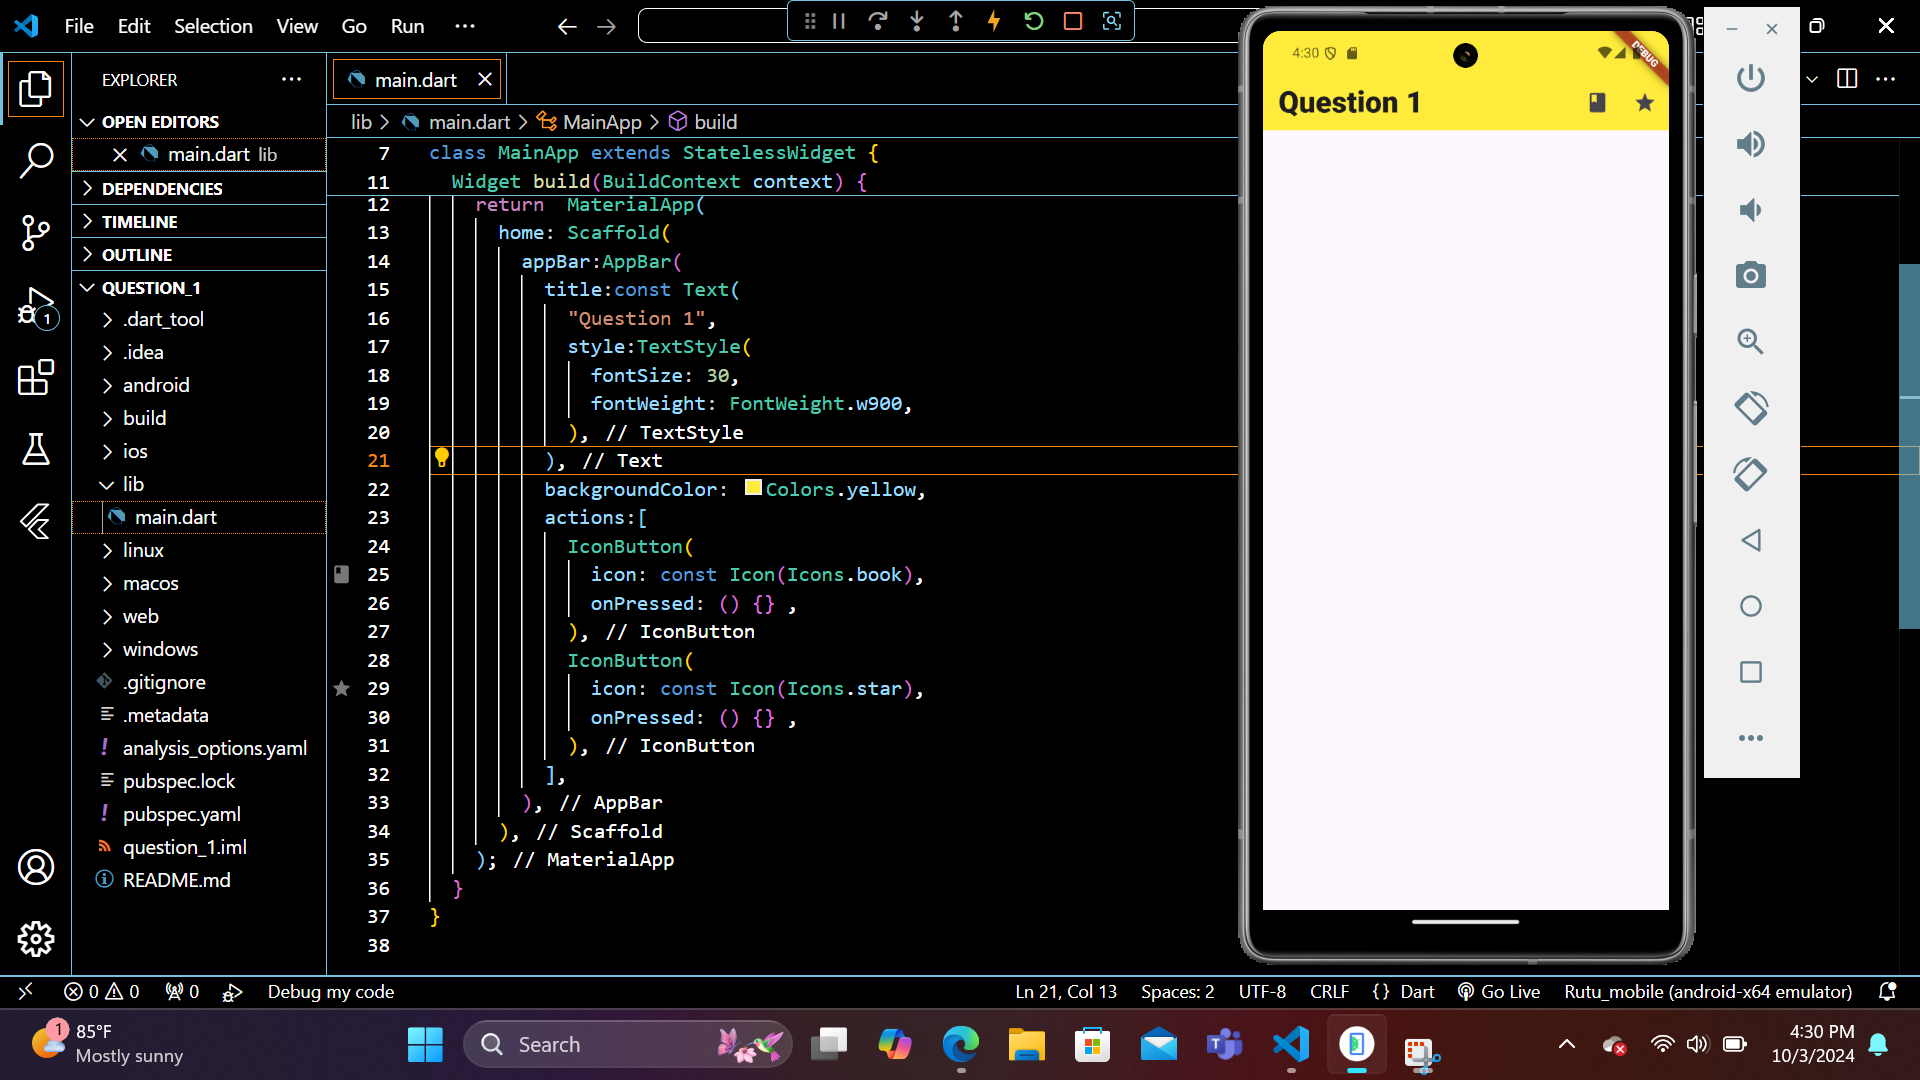 File Edit Selection View Go Run ...
EXPLORER ...
main.dart
OPEN EDITORS
main.dart lib
DEPENDENCIES
TIMELINE
OUTLINE
QUESTION_1
.dart_tool
.idea
android
build
ios
lib
main.dart
linux
macos
web
windows
.gitignore
.metadata
! analysis_options.yaml
pubspec.lock
! pubspec.yaml
question_1.iml
README.md
1
lib > main.dart > MainApp > build
7 class MainApp extends StatelessWidget {
11 Widget build(BuildContext context) {
12 return  MaterialApp(
13 home: Scaffold(
14 appBar:AppBar(
15 title:const Text(
16 "Question 1",
17 style:TextStyle(
18 fontSize: 30,
19 fontWeight: FontWeight.w900,
20 ), // TextStyle
21 ), // Text
22 backgroundColor: Colors.yellow,
23 actions:[
24 IconButton(
25 icon: const Icon(Icons.book),
26 onPressed: () {} ,
27 ), // IconButton
28 IconButton(
29 icon: const Icon(Icons.star),
30 onPressed: () {} ,
31 ), // IconButton
32 ],
33 ), // AppBar
34 ), // Scaffold
35 ); // MaterialApp
36 }
37 }
38
4:30
DEBUG
Question 1
0 0 0 Debug my code
Ln 21, Col 13 Spaces: 2 UTF-8 CRLF {} Dart Go Live Rutu_mobile (android-x64 emulator)
1 85°F
Mostly sunny
Search
4:30 PM
10/3/2024